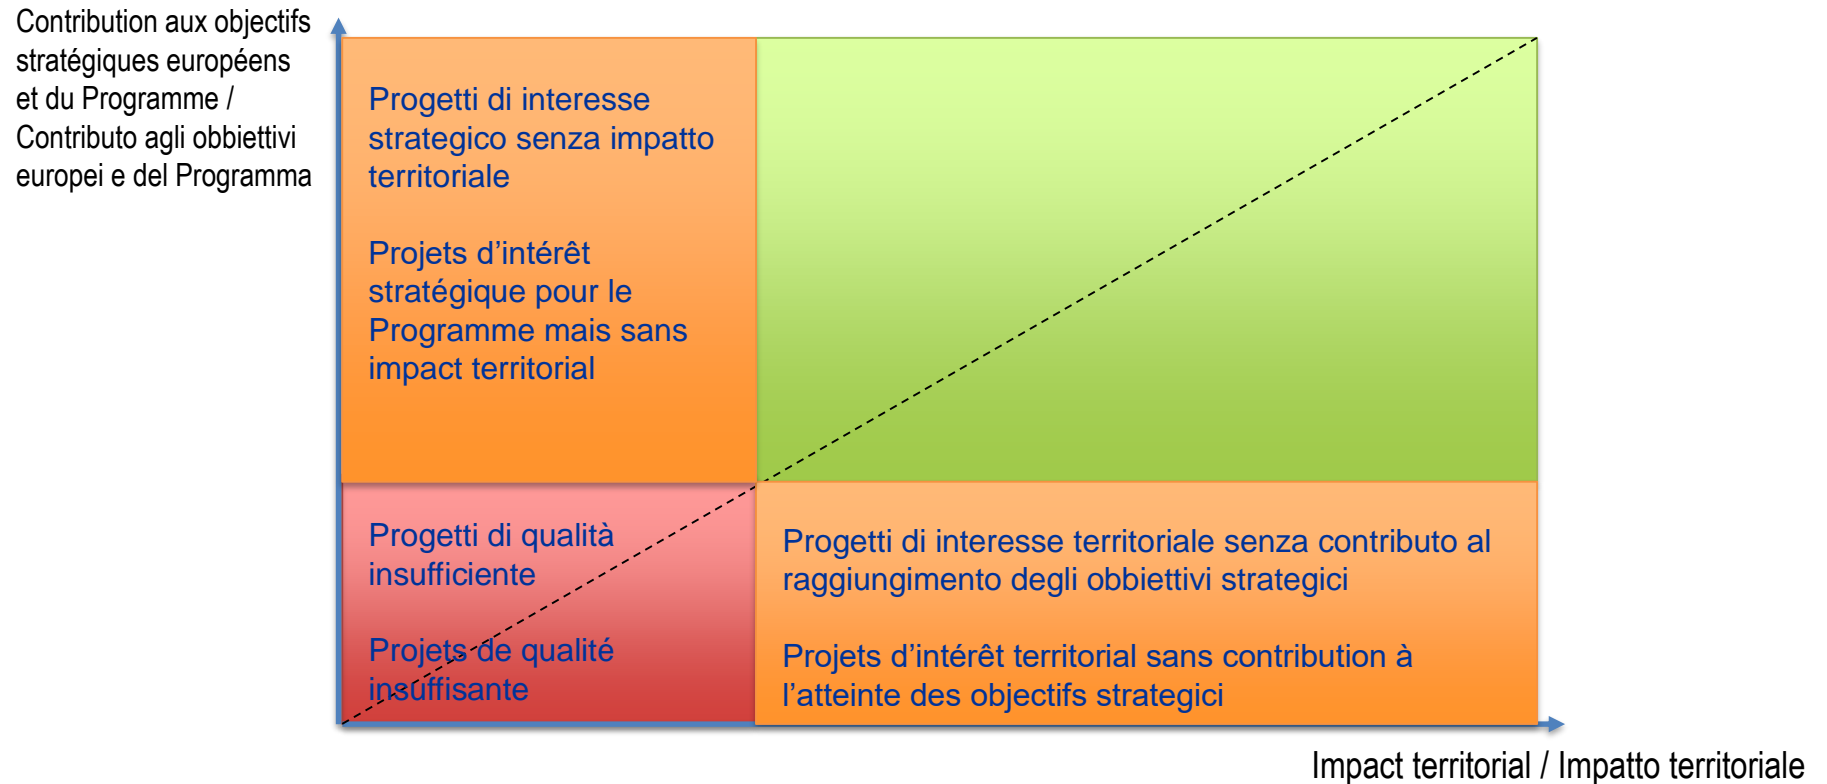 Contribution aux objectifs
stratégiques européens
et du Programme /
Contributo agli obbiettivi
europei e del Programma
Progetti di interesse
strategico senza impatto
territoriale
Projets d’intérêt
stratégique pour le
Programme mais sans
impact territorial
Progetti di qualità
insufficiente
Projets de qualité
insuffisante
Progetti di interesse territoriale senza contributo al
raggiungimento degli obbiettivi strategici
Projets d’intérêt territorial sans contribution à
l’atteinte des objectifs strategici
Impact territorial / Impatto territoriale